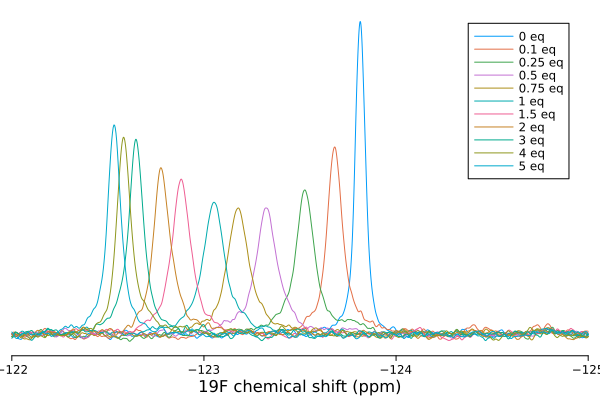 0 eq
0.1 eq
0.25 eq
0.5 eq
0.75 eq
1 eq
1.5 eq
2 eq
3 eq
4 eq
5 eq
−122 −123 −124 −125
19F chemical shift (ppm)